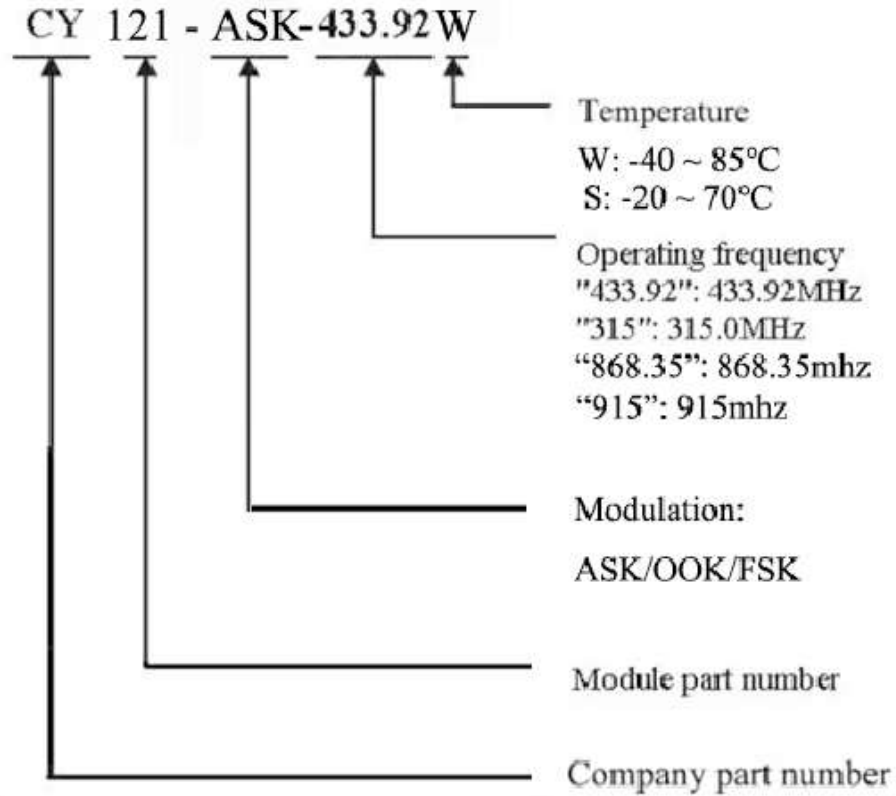 CY 121 - ASK-433.92W
Temperature
W: -40 ~ 85°C
S: -20 ~ 70°C
Operating frequency
"433.92": 433.92MHz
"315": 315.0MHz
“868.35”: 868.35mhz
“915”: 915mhz
Modulation:
ASK/OOK/FSK
Module part number
Company part number